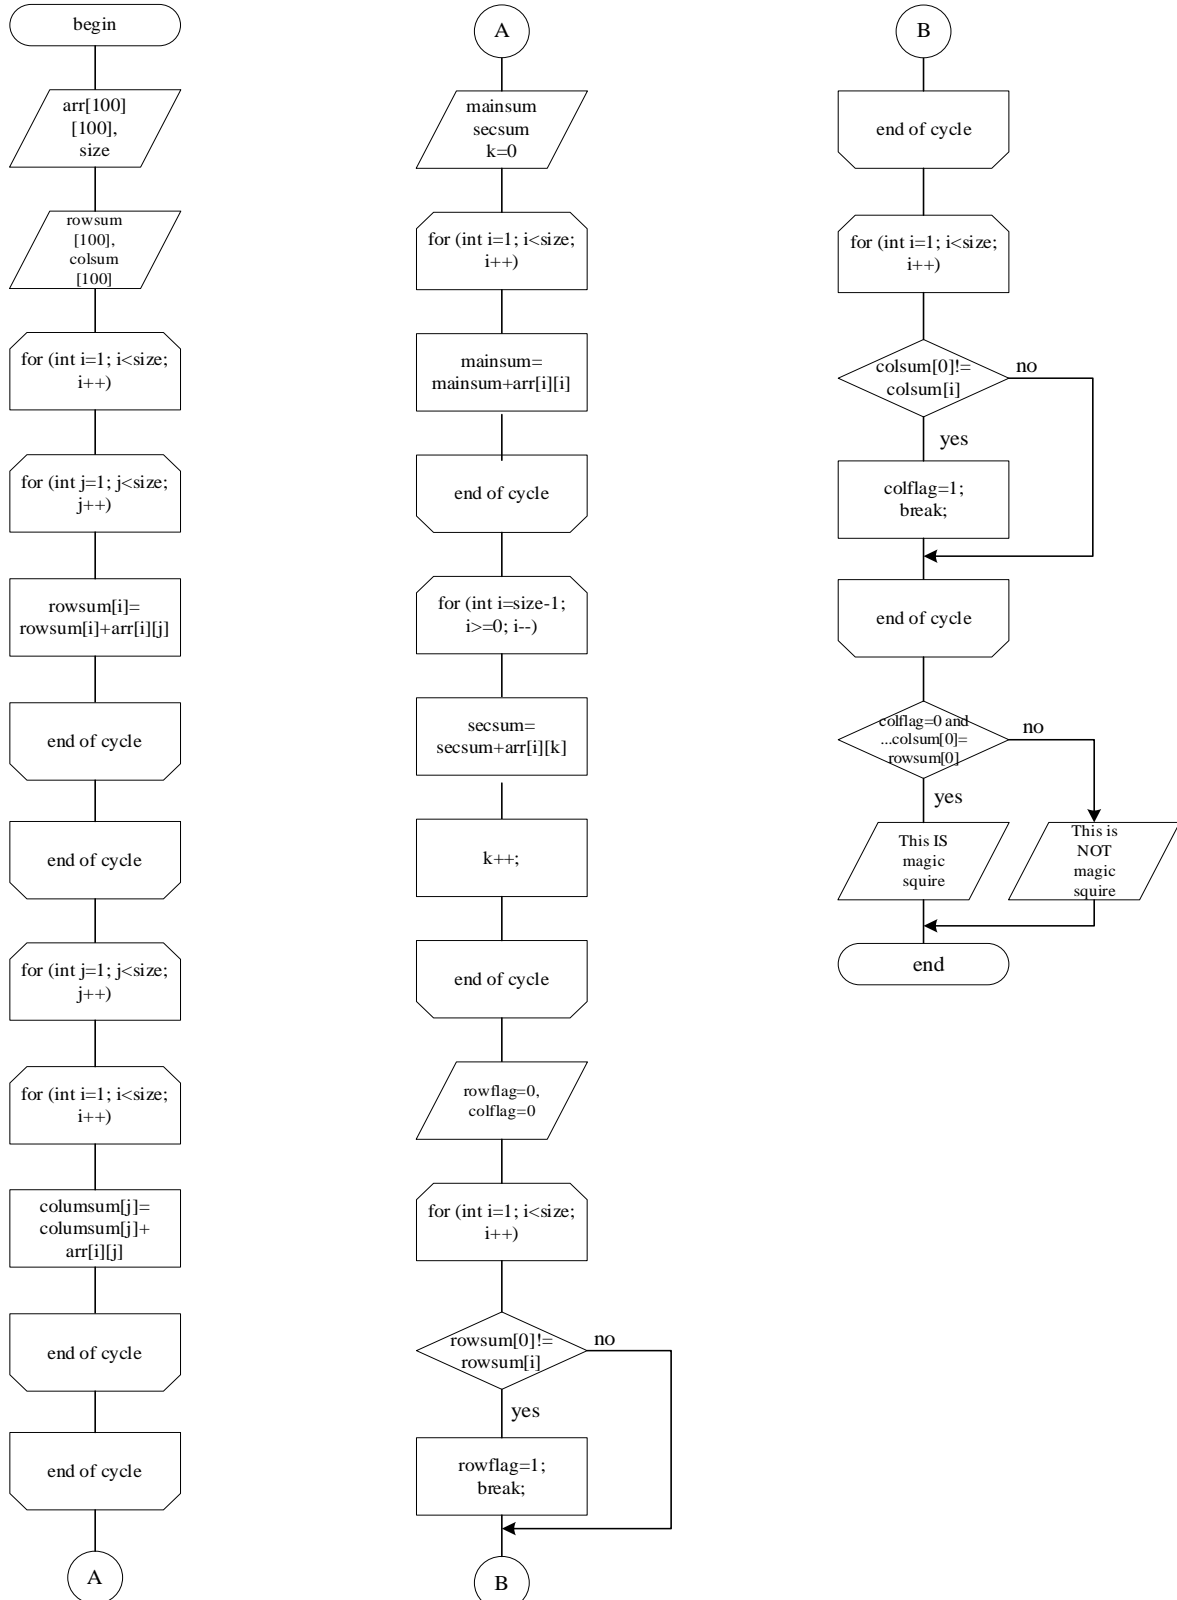 begin
arr[100]
[100],
size
rowsum
[100],
colsum
[100]
for (int i=1; i<size;
i++)
for (int j=1; j<size;
j++)
rowsum[i]=
rowsum[i]+arr[i][j]
end of cycle
end of cycle
for (int j=1; j<size;
j++)
for (int i=1; i<size;
i++)
columsum[j]=
columsum[j]+
arr[i][j]
end of cycle
end of cycle
A
A
mainsum
secsum
k=0
for (int i=1; i<size;
i++)
mainsum=
mainsum+arr[i][i]
end of cycle
for (int i=size-1;
i>=0; i--)
secsum=
secsum+arr[i][k]
k++;
end of cycle
rowflag=0,
colflag=0
for (int i=1; i<size;
i++)
rowsum[0]!=
rowsum[i]
no
yes
rowflag=1;
break;
B
B
end of cycle
for (int i=1; i<size;
i++)
colsum[0]!=
colsum[i]
no
yes
colflag=1;
break;
end of cycle
colflag=0 and
...colsum[0]=
rowsum[0]
no
yes
This IS
magic
squire
This is
NOT
magic
squire
end